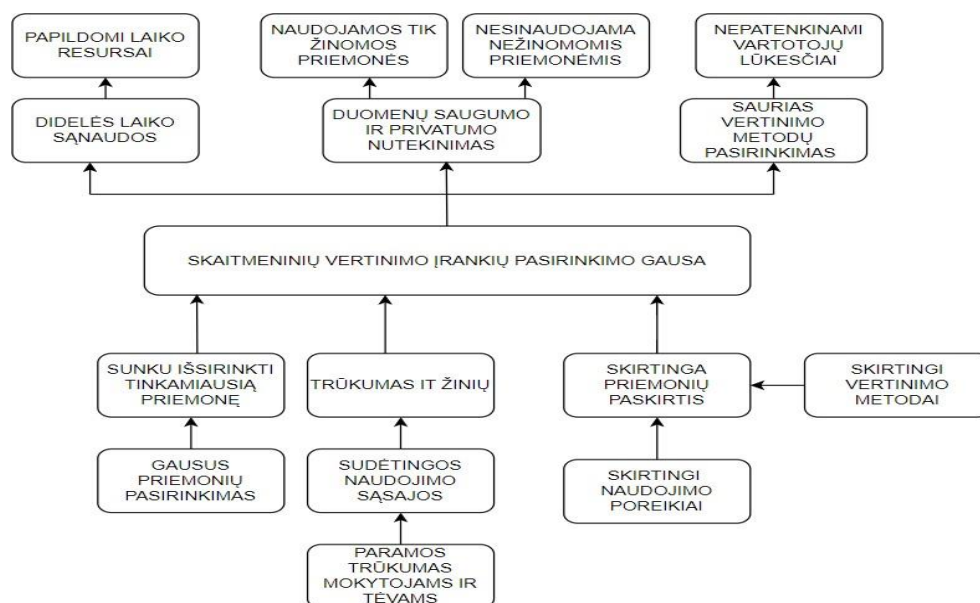 PAPILDOMI LAIKO
RESURSAI
NAUDOJAMOS TIK
ŽINOMOS
PRIEMONĖS
NESINAUDOJAMA
NEŽINOMOMIS
PRIEMONĖMIS
NEPATENKINAMI
VARTOTOJŲ
LŪKESČIAI
DIDELĖS LAIKO
SĄNAUDOS
DUOMENŲ SAUGUMO
IR PRIVATUMO
NUTEKINIMAS
SAURIAS
VERTINIMO
METODŲ
PASIRINKIMAS
SKAITMENINIŲ VERTINIMO ĮRANKIŲ PASIRINKIMO GAUSA
SUNKU IŠSIRINKTI
TINKAMIAUSIĄ
PRIEMONĘ
TRŪKUMAS IT ŽINIŲ
SKIRTINGA
PRIEMONIŲ
PASKIRTIS
SKIRTINGI
VERTINIMO
METODAI
GAUSUS
PRIEMONIŲ
PASIRINKIMAS
SUDĖTINGOS
NAUDOJIMO
SĄSAJOS
SKIRTINGI
NAUDOJIMO
POREIKIAI
PARAMOS
TRŪKUMAS
MOKYTOJAMS IR
TĖVAMS